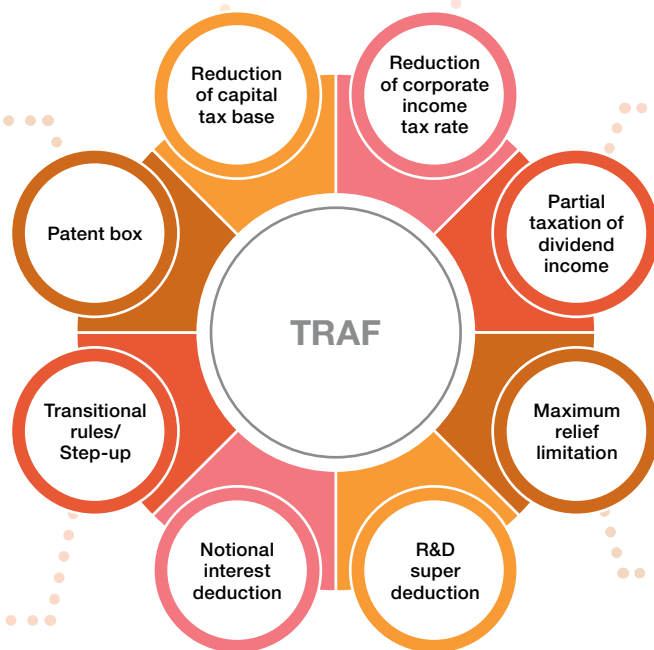 Reduction
of capital
tax base
Reduction
of corporate
income
tax rate
Patent box
Partial
taxation of
dividend
income
TRAF
Transitional
rules/
Step-up
Maximum
relief
limitation
Notional
interest
deduction
R&D
super
deduction